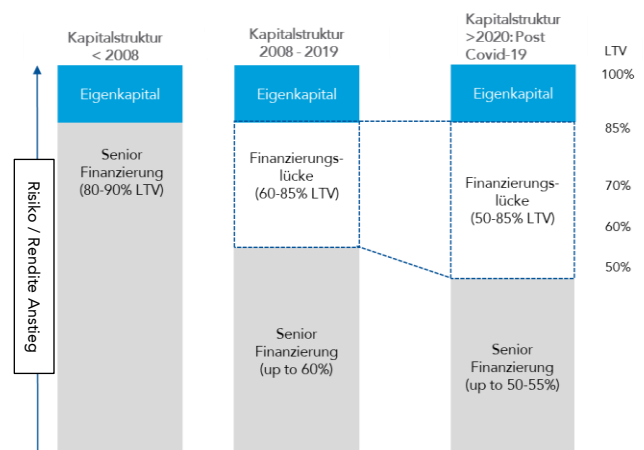 Kapitalstruktur
< 2008
Kapitalstruktur
2008 - 2019
Kapitalstruktur
>2020: Post
Covid-19
LTV
100%
85%
70%
60%
50%
Risiko / Rendite Anstieg
Eigenkapital
Senior
Finanzierung
(80-90% LTV)
Eigenkapital
Finanzierungs-
lücke
(60-85% LTV)
Senior
Finanzierung
(up to 60%)
Eigenkapital
Finanzierungs-
lücke
(50-85% LTV)
Senior
Finanzierung
(up to 50-55%)